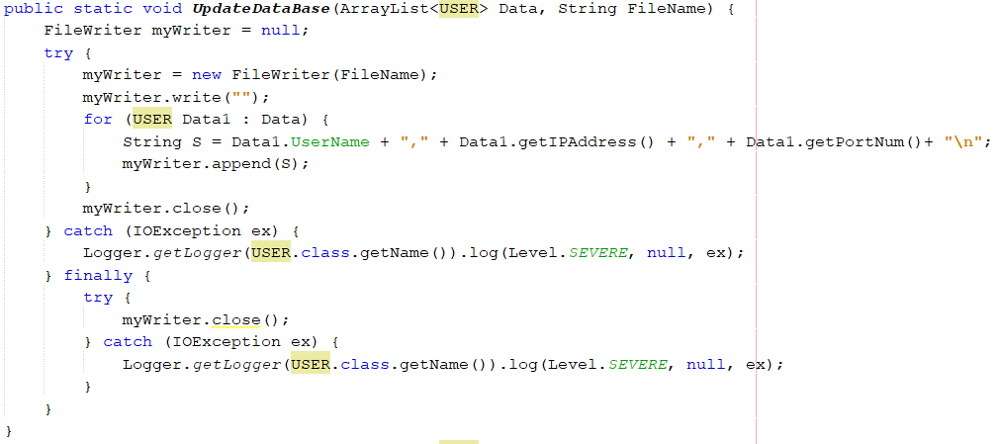 public static void UpdateDataBase(ArrayList<USER> Data, String FileName) {
    FileWriter myWriter = null;
    try {
        myWriter = new FileWriter(FileName);
        myWriter.write("");
        for (USER Data1 : Data) {
            String S = Data1.UserName + "," + Data1.getIPAddress() + "," + Data1.getPortNum()+ "\n";
            myWriter.append(S);
        }
        myWriter.close();
    } catch (IOException ex) {
        Logger.getLogger(USER.class.getName()).log(Level.SEVERE, null, ex);
    } finally {
        try {
            myWriter.close();
        } catch (IOException ex) {
            Logger.getLogger(USER.class.getName()).log(Level.SEVERE, null, ex);
        }
    }
}